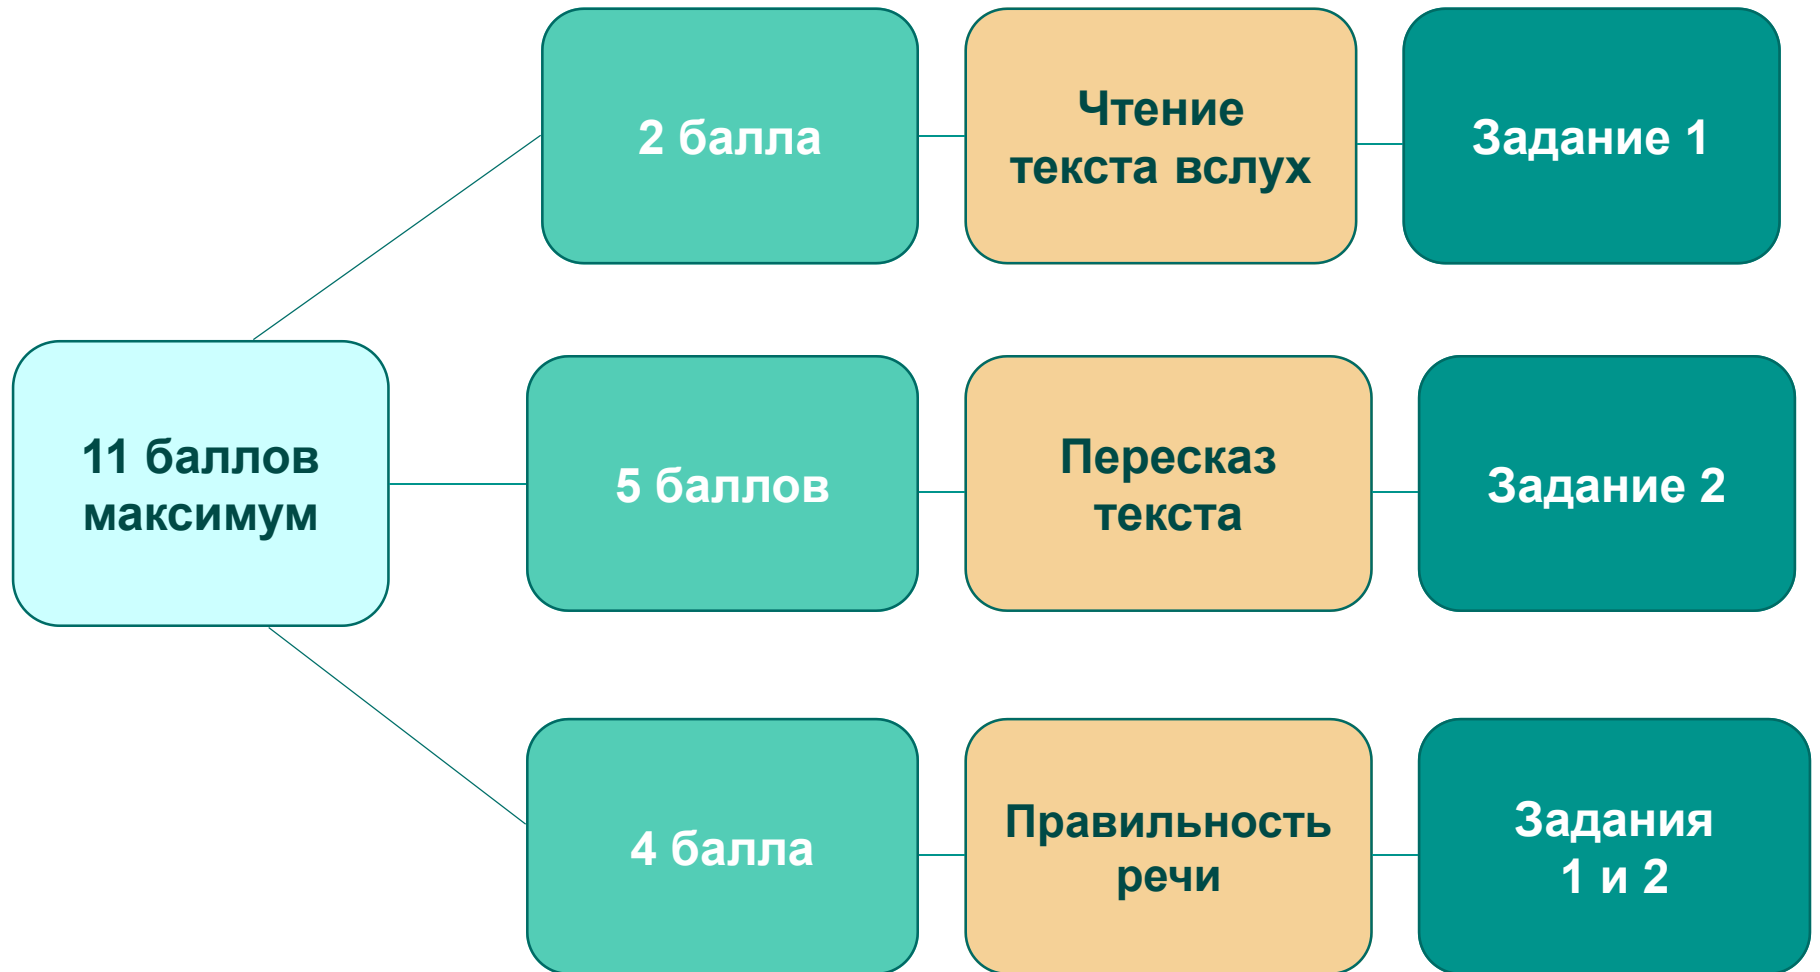 2 балла
Чтение
текста вслух
Задание 1
11 баллов
максимум
5 баллов
Пересказ
текста
Задание 2
4 балла
Правильность
речи
Задания
1 и 2